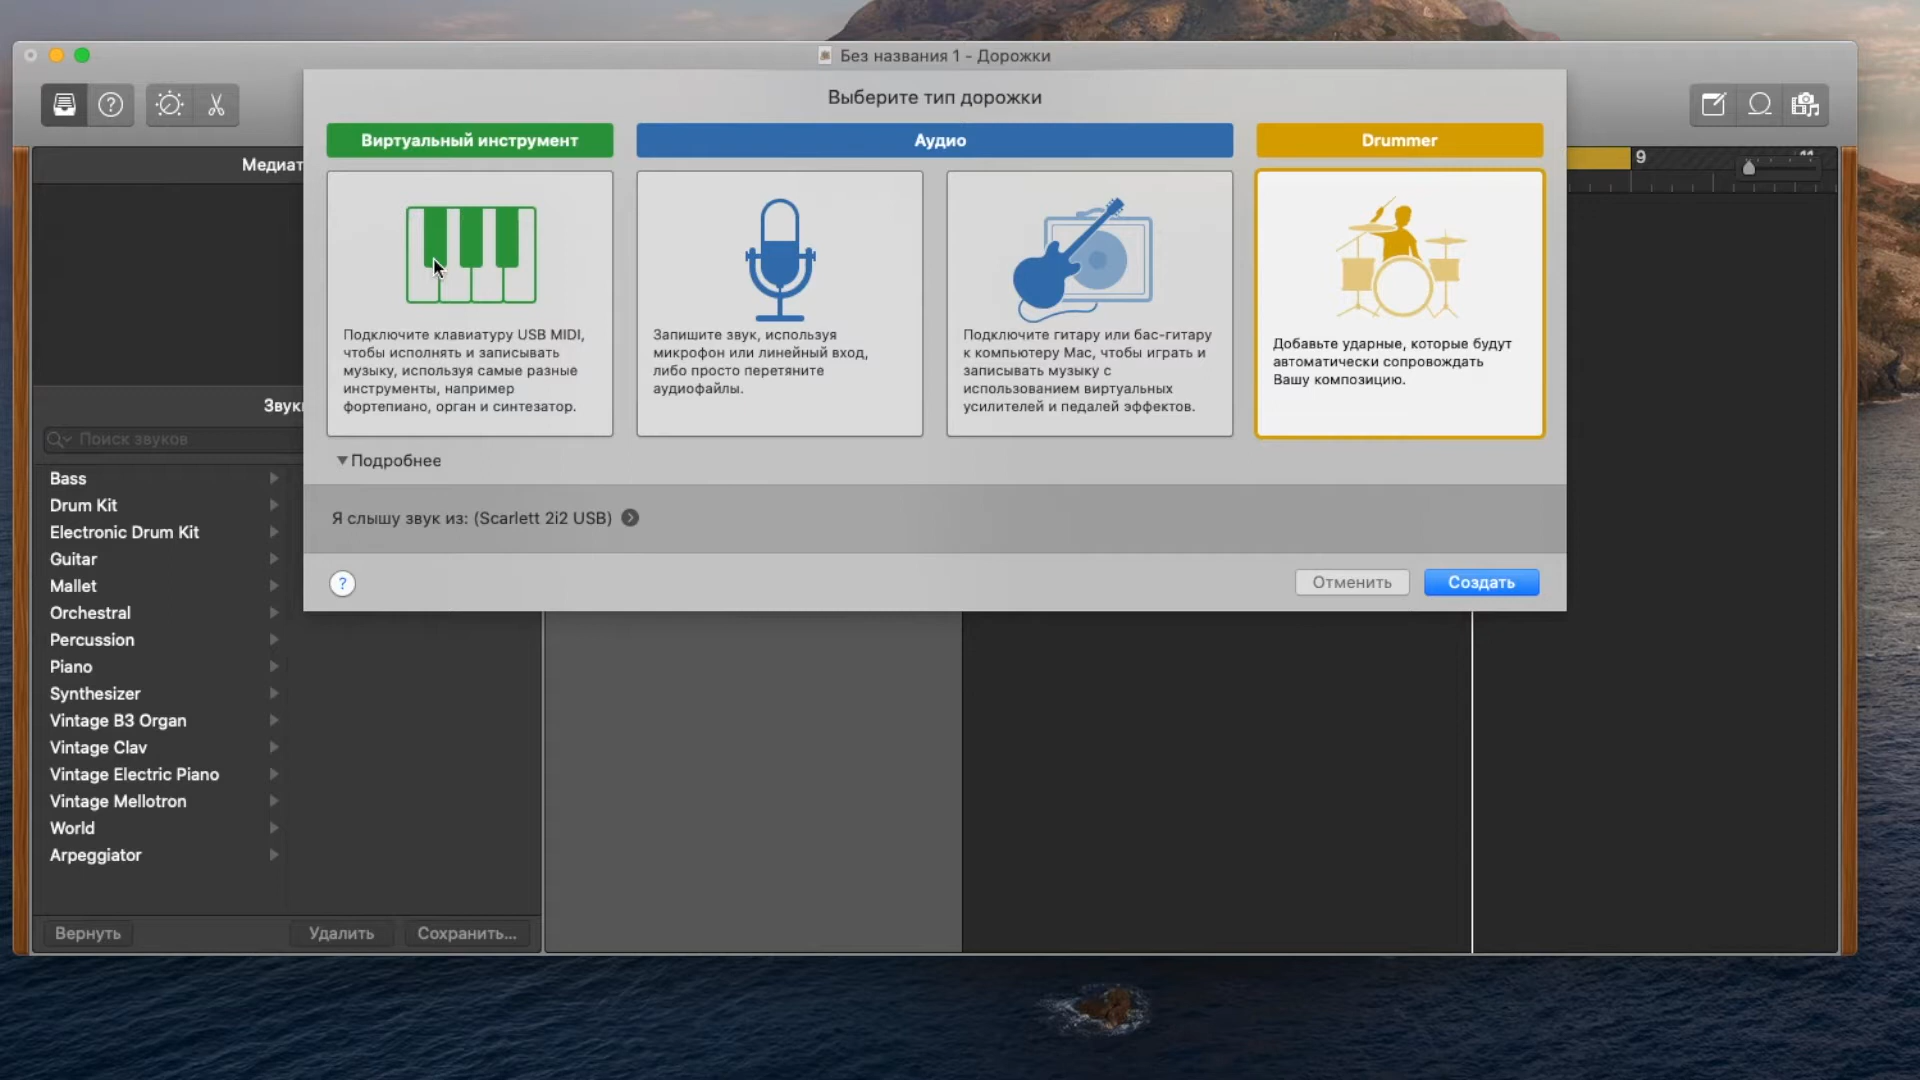 Без названия 1 - Дорожки
Выберите тип дорожки
Виртуальный инструмент
Аудио
Drummer
Подключите клавиатуру USB MIDI,
чтобы исполнять и записывать
музыку, используя самые разные
инструменты, например
фортепиано, орган и синтезатор.
Запишите звук, используя
микрофон или линейный вход,
либо просто перетяните
аудиофайлы.
Подключите гитару или бас-гитару
к компьютеру Mac, чтобы играть и
записывать музыку с
использованием виртуальных
усилителей и педалей эффектов.
Добавьте ударные, которые будут
автоматически сопровождать
Вашу композицию.
Подробнее
Я слышу звук из: (Scarlett 2i2 USB)
?
Отменить
Создать
9
Медиат
Звук
Поиск звуков
Bass
Drum Kit
Electronic Drum Kit
Guitar
Mallet
Orchestral
Percussion
Piano
Synthesizer
Vintage B3 Organ
Vintage Clav
Vintage Electric Piano
Vintage Mellotron
World
Arpeggiator
Вернуть
Удалить
Сохранить...